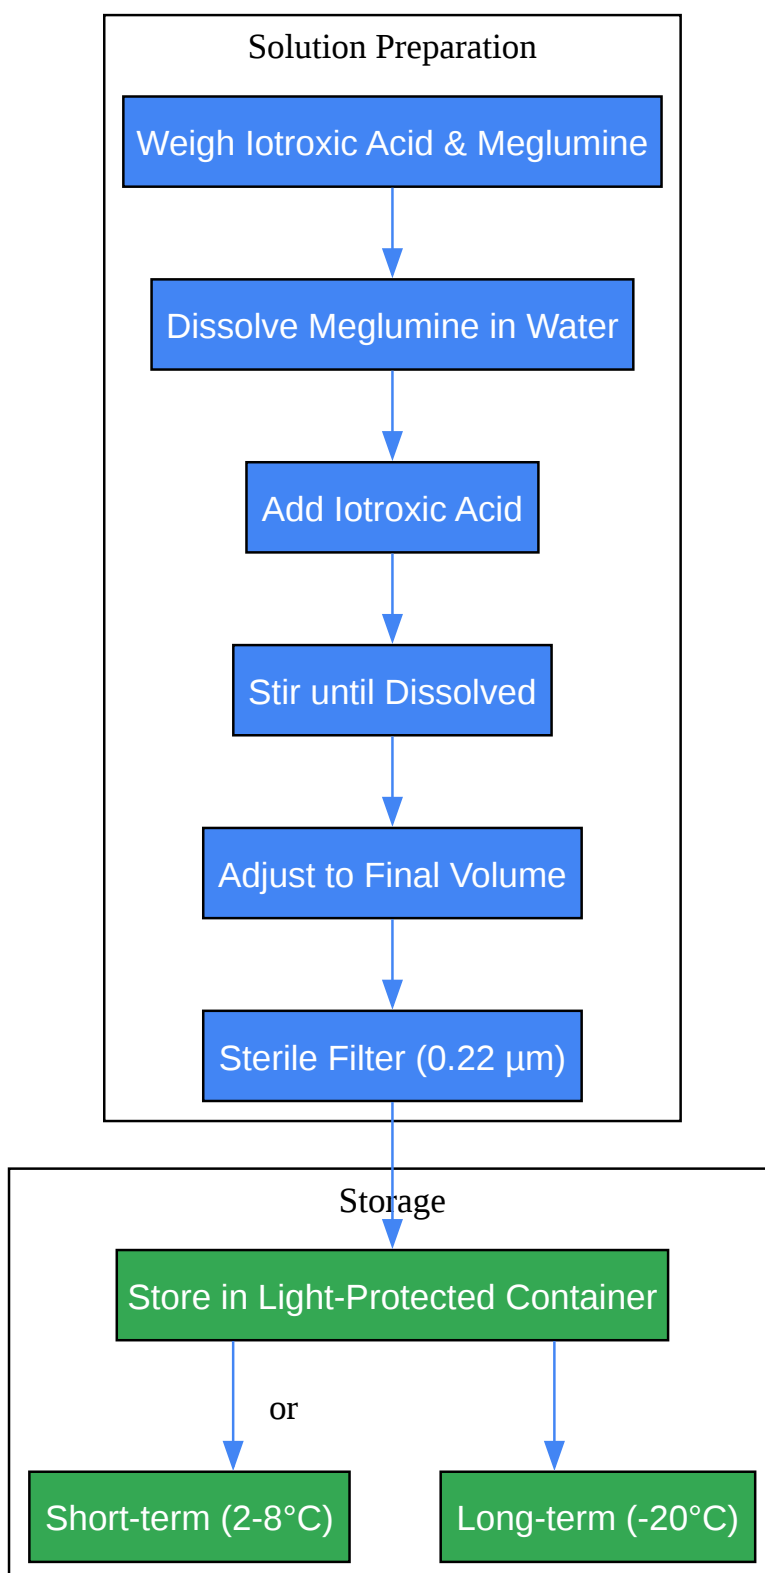 Solution Preparation
Weigh Iotroxic Acid & Meglumine
Dissolve Meglumine in Water
Add Iotroxic Acid
Stir until Dissolved
Adjust to Final Volume
Sterile Filter (0.22 µm)
Storage
Store in Light-Protected Container
or
Short-term (2-8°C)
Long-term (-20°C)